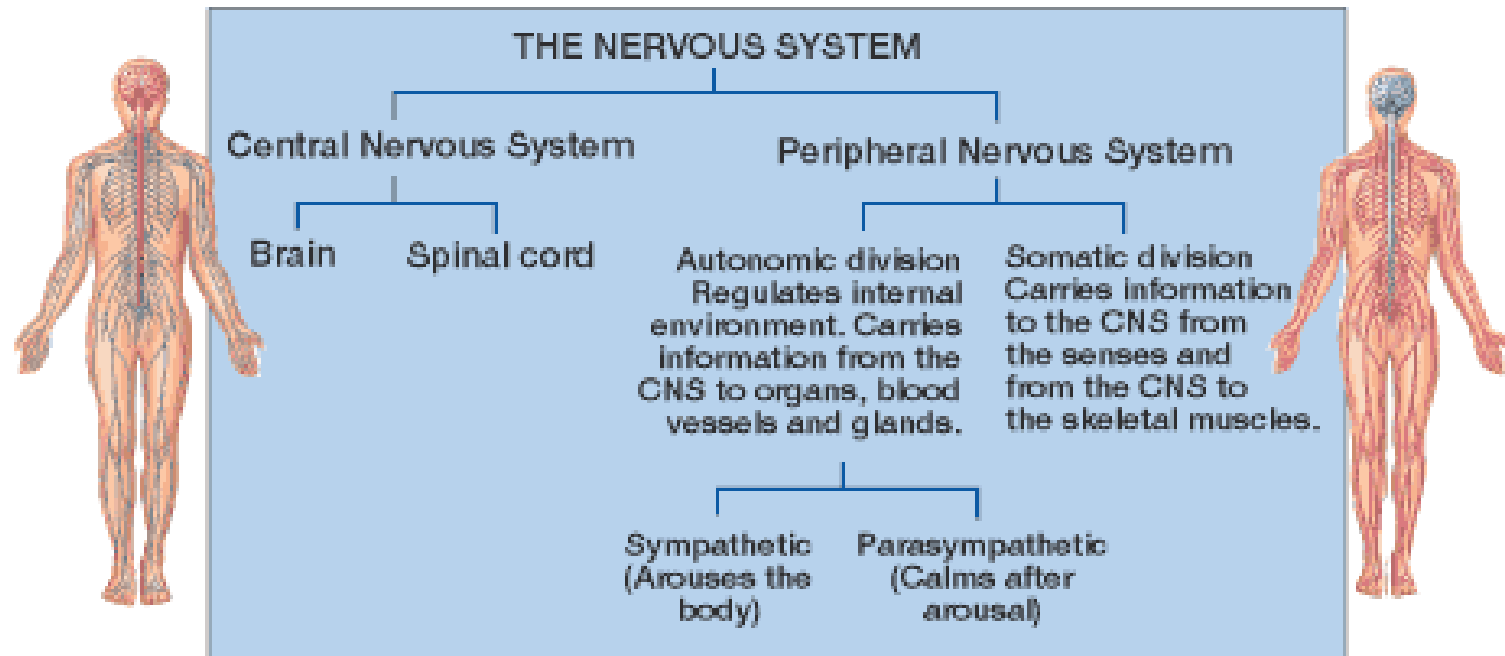 THE NERVOUS SYSTEM
Central Nervous System
Peripheral Nervous System
Brain
Spinal cord
Autonomic division
Regulates internal
environment. Carries
information from the
CNS to organs, blood
vessels and glands.
Somatic division
Carries information
to the CNS from
the senses and
from the CNS to
the skeletal muscles.
Sympathetic
(Arouses the
body)
Parasympathetic
(Calms after
arousal)